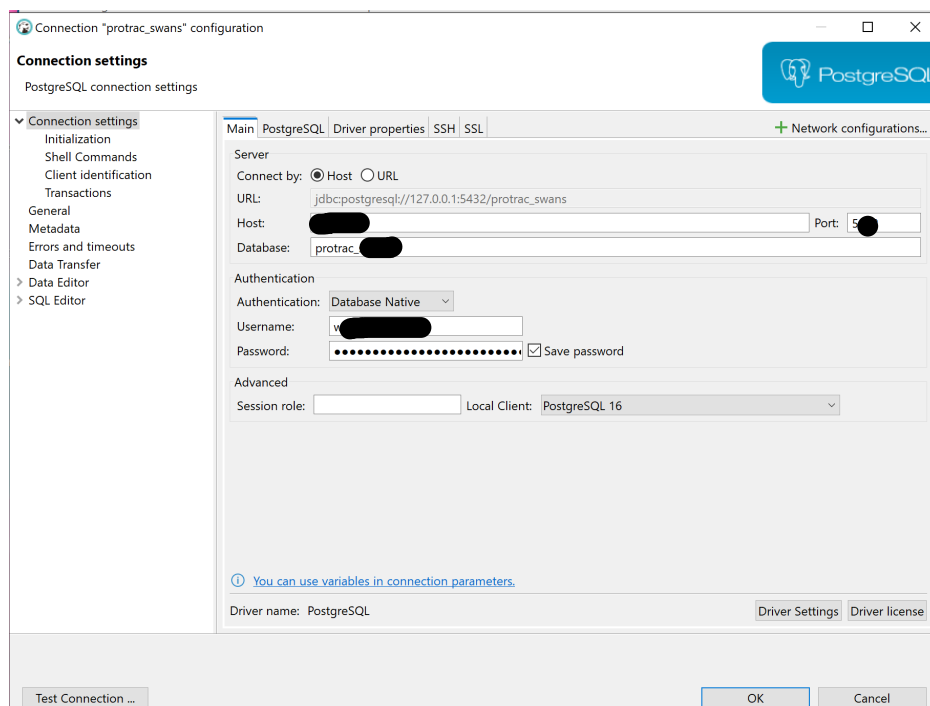 Connection "protrac_swans" configuration
Connection settings
PostgreSQL connection settings
PostgreSQL
Connection settings
Initialization
Shell Commands
Client identification
Transactions
General
Metadata
Errors and timeouts
Data Transfer
Data Editor
SQL Editor
Main PostgreSQL Driver properties SSH SSL
Network configurations...
Server
Connect by: Host URL
URL: jdbc:postgresql://127.0.0.1:5432/protrac_swans
Host: Port: 5
Database: protrac_
Authentication
Authentication: Database Native
Username: w
Password: Save password
Advanced
Session role: Local Client: PostgreSQL 16
You can use variables in connection parameters.
Driver name: PostgreSQL
Driver Settings Driver license
Test Connection ... OK Cancel